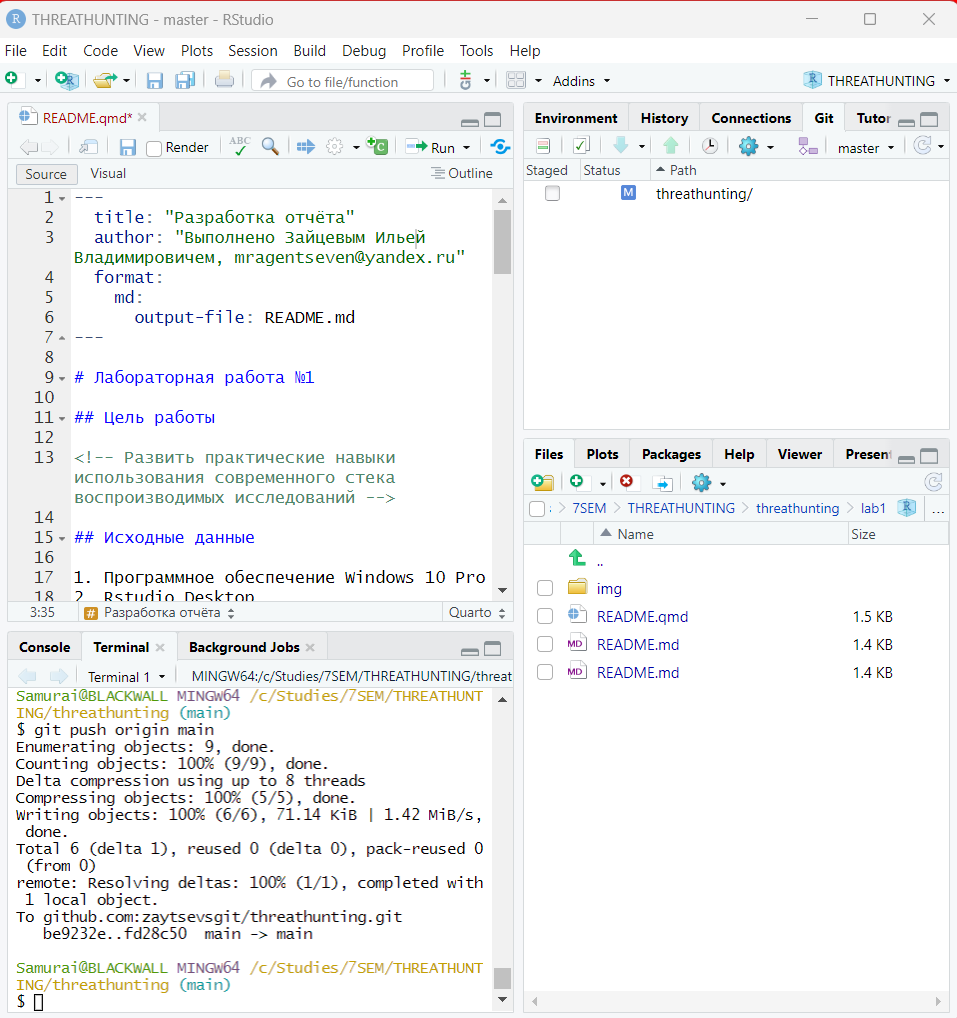 THREATHUNTING - master - RStudio
File Edit Code View Plots Session Build Debug Profile Tools Help
Go to file/function Addins THREATHUNTING
README.qmd*
Render ABC Run
Source Visual Outline
1 ---
2 title: "Разработка отчёта"
3 author: "Выполнено Зайцевым Ильей
Владимировичем, mragentseven@yandex.ru"
4 format:
5 md:
6 output-file: README.md
7 ---
8
9 # Лабораторная работа №1
10
11 ## Цель работы
12
13 <!-- Развить практические навыки
использования современного стека
воспроизводимых исследований -->
14
15 ## Исходные данные
16
17 1. Программное обеспечение Windows 10 Pro
18 2. Rstudio Desktop
3:35 Разработка отчёта Quarto
Console Terminal Background Jobs
Terminal 1 MINGW64:/c/Studies/7SEM/THREATHUNTING/threat
Samurai@BLACKWALL MINGW64 /c/Studies/7SEM/THREATHUNT
ING/threathunting (main)
$ git push origin main
Enumerating objects: 9, done.
Counting objects: 100% (9/9), done.
Delta compression using up to 8 threads
Compressing objects: 100% (5/5), done.
Writing objects: 100% (6/6), 71.14 KiB | 1.42 MiB/s,
done.
Total 6 (delta 1), reused 0 (delta 0), pack-reused 0
(from 0)
remote: Resolving deltas: 100% (1/1), completed with
1 local object.
To github.com:zaytsevsgit/threathunting.git
be9232e..fd28c50 main -> main
Samurai@BLACKWALL MINGW64 /c/Studies/7SEM/THREATHUNT
ING/threathunting (main)
$
Environment History Connections Git Tutor
master
Staged Status Path
M threathunting/
Files Plots Packages Help Viewer Present
7SEM THREATHUNTING threathunting lab1 ...
Name Size
..
img
README.qmd 1.5 KB
MD README.md 1.4 KB
MD README.md 1.4 KB